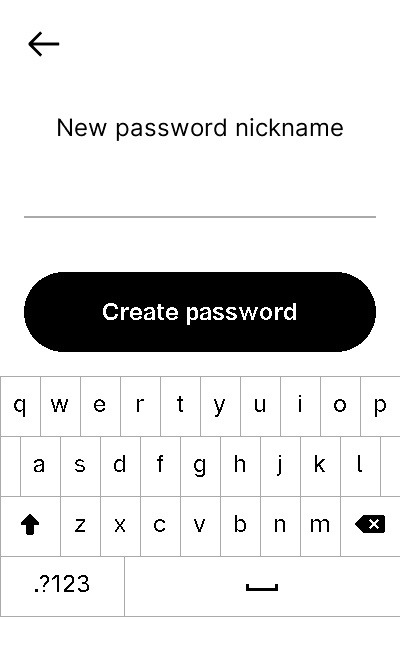 New password nickname
Create password
q w e r t y u i o p
a s d f g h j k l
z x c v b n m
.?123